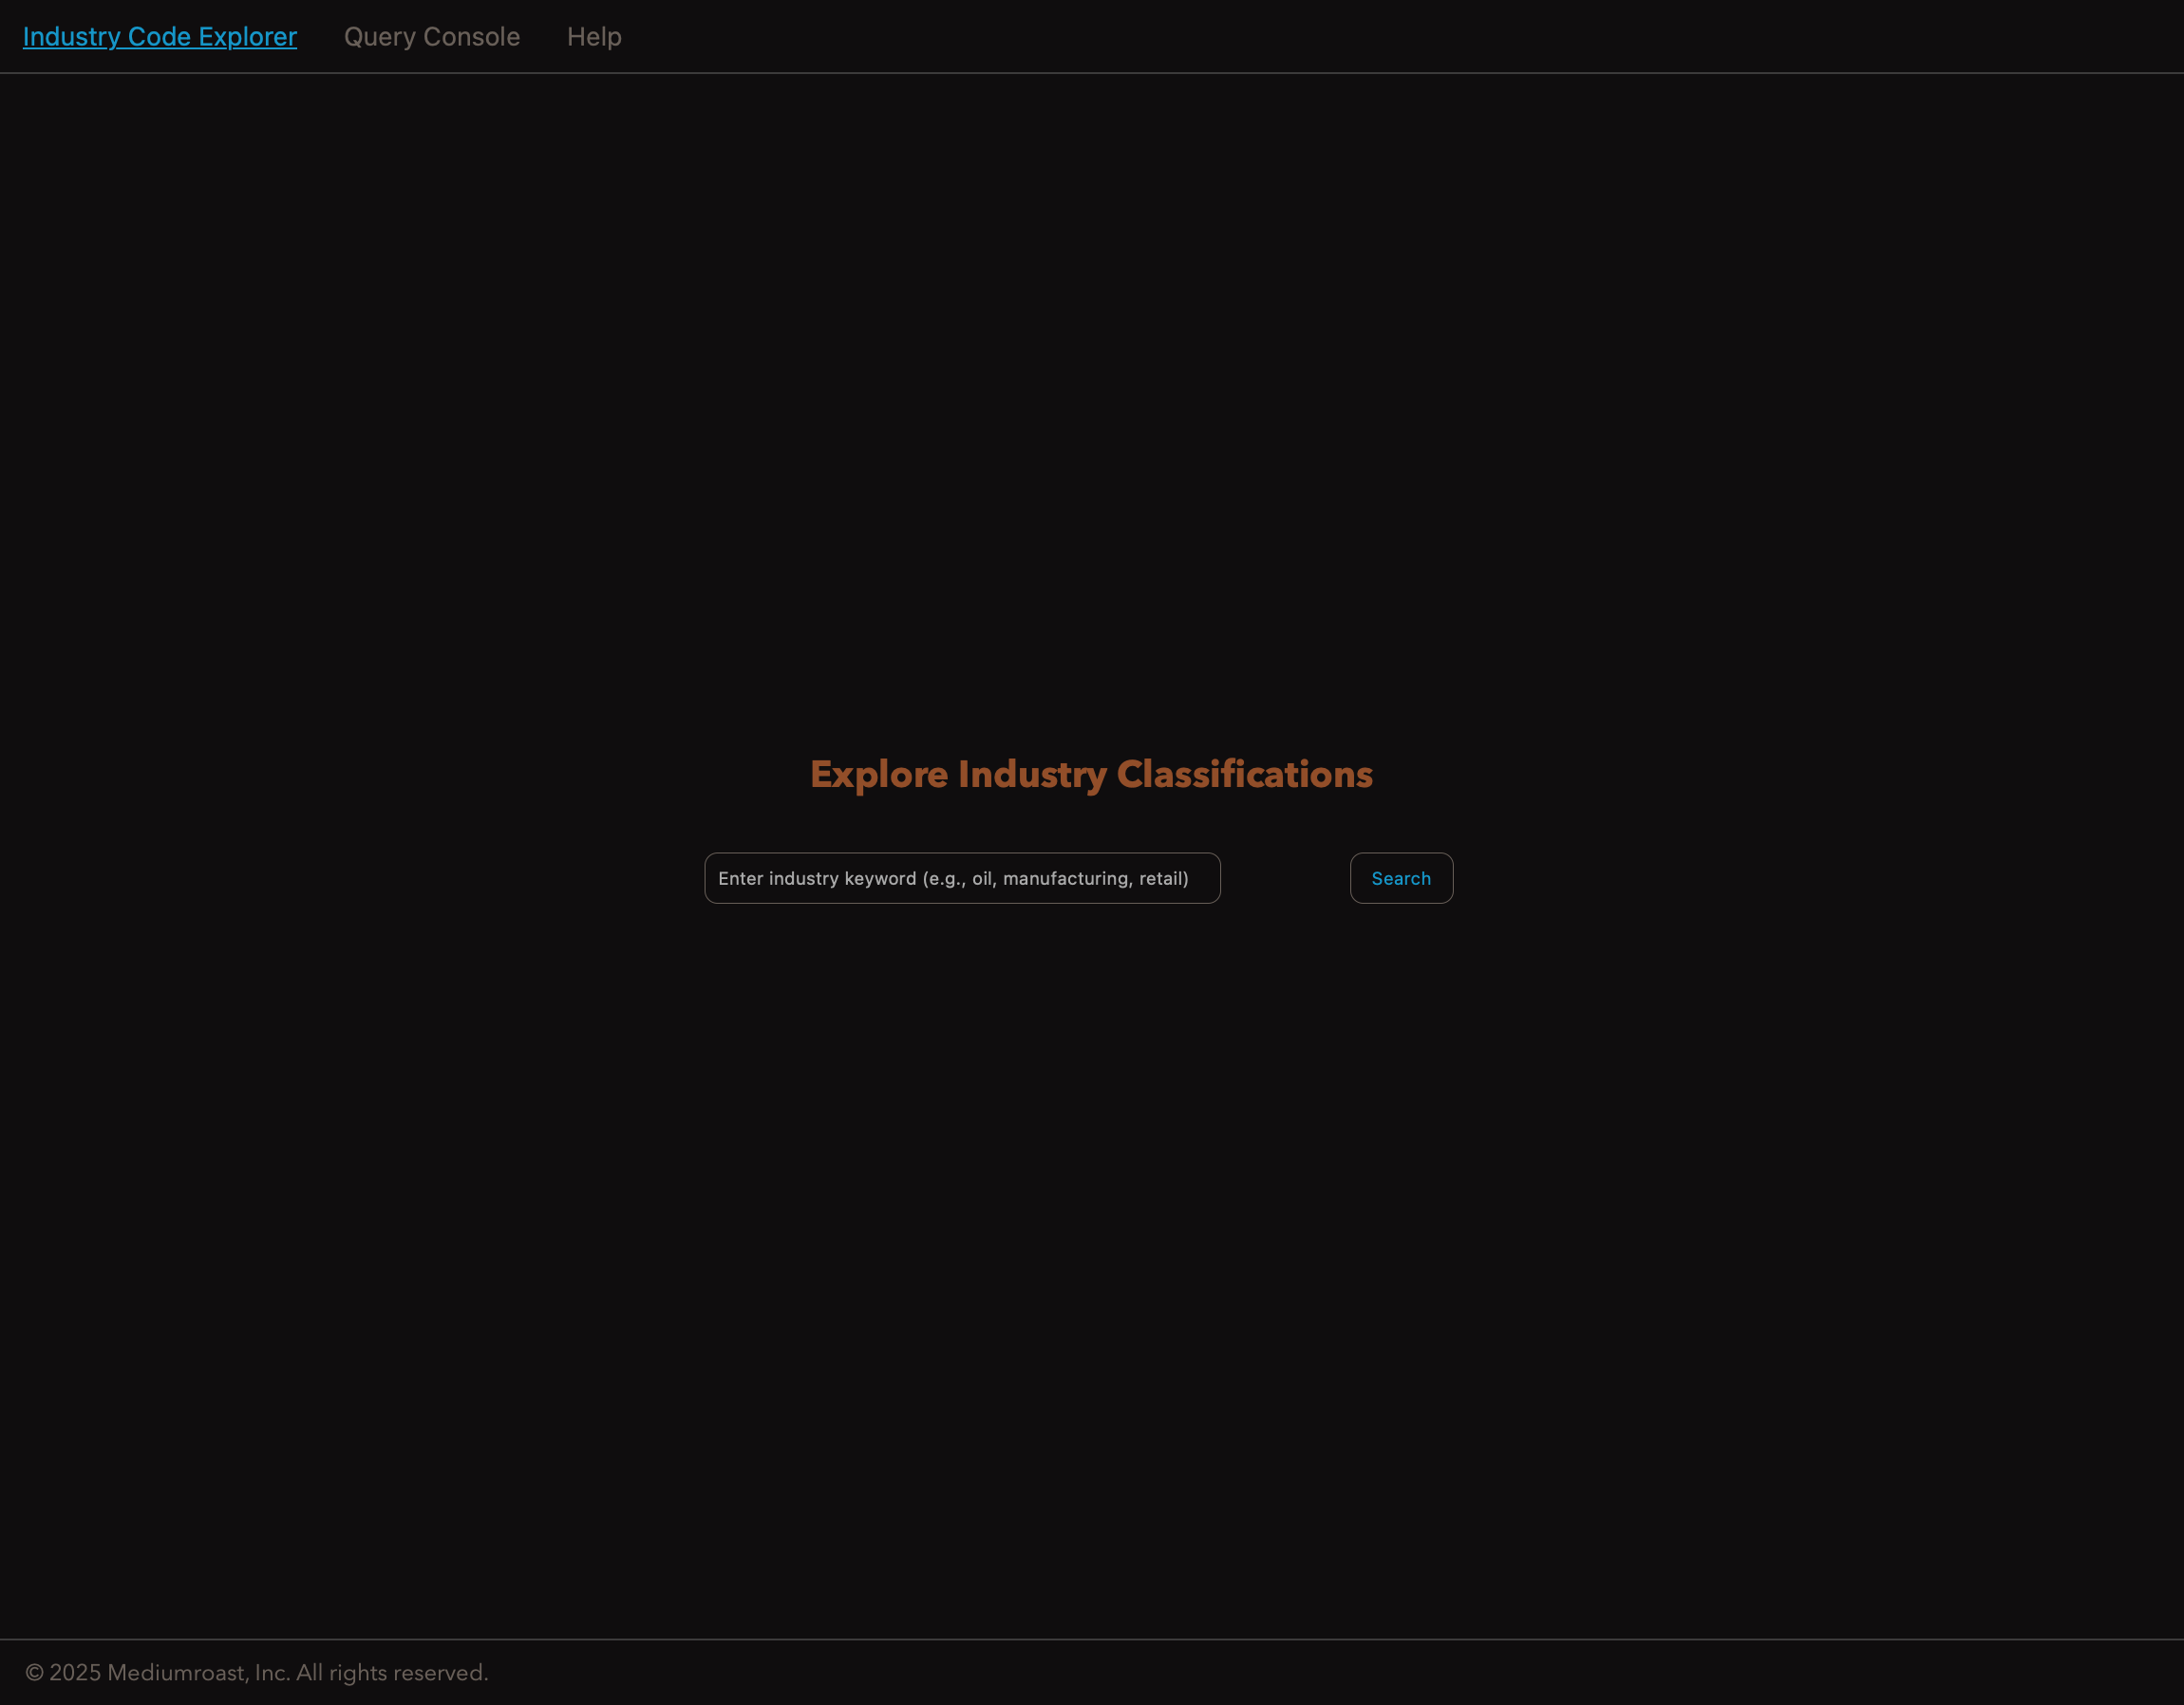 Industry Code Explorer Query Console Help
Explore Industry Classifications
Enter industry keyword (e.g., oil, manufacturing, retail) Search
© 2025 Mediumroast, Inc. All rights reserved.